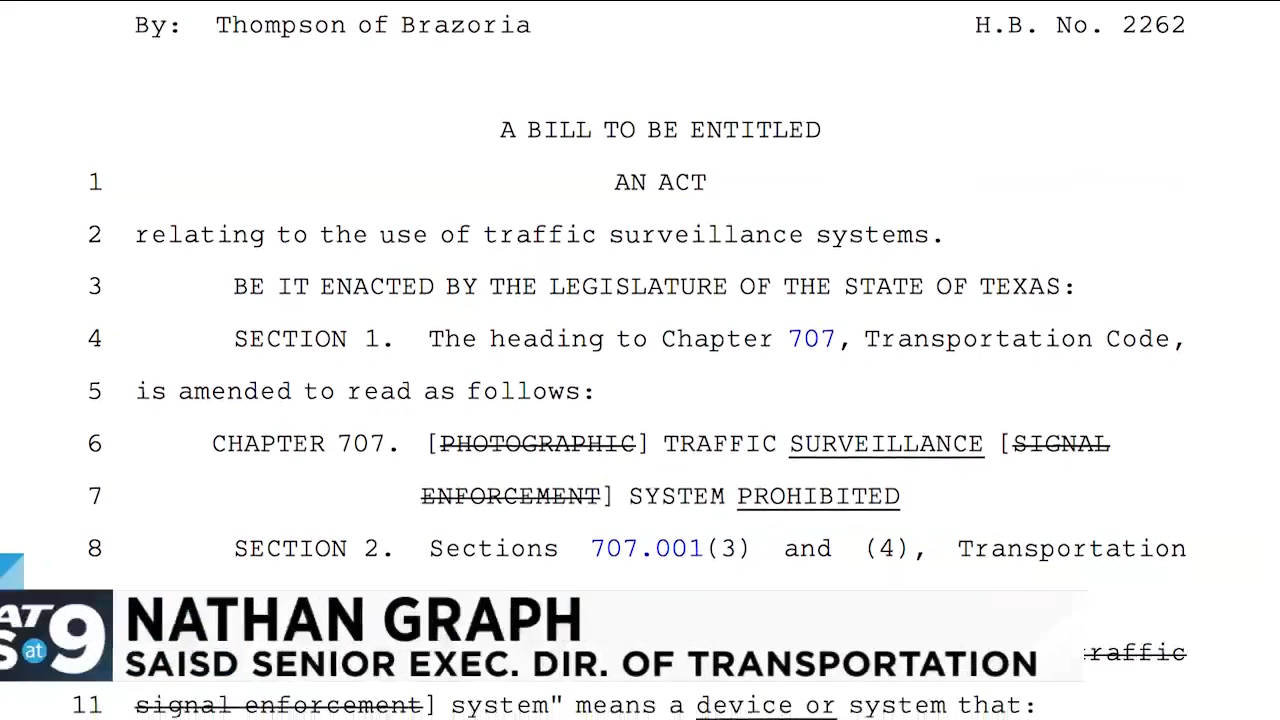 By: Thompson of Brazoria H.B. No. 2262
A BILL TO BE ENTITLED
1 AN ACT
2 relating to the use of traffic surveillance systems.
3 BE IT ENACTED BY THE LEGISLATURE OF THE STATE OF TEXAS:
4 SECTION 1. The heading to Chapter 707, Transportation Code,
5 is amended to read as follows:
6 CHAPTER 707. [PHOTOGRAPHIC] TRAFFIC SURVEILLANCE [SIGNAL
7 ENFORCEMENT] SYSTEM PROHIBITED
8 SECTION 2. Sections 707.001(3) and (4), Transportation
AT
S at 9
NATHAN GRAPH
SAISD SENIOR EXEC. DIR. OF TRANSPORTATION
traffic
11 signal enforcement] system" means a device or system that: